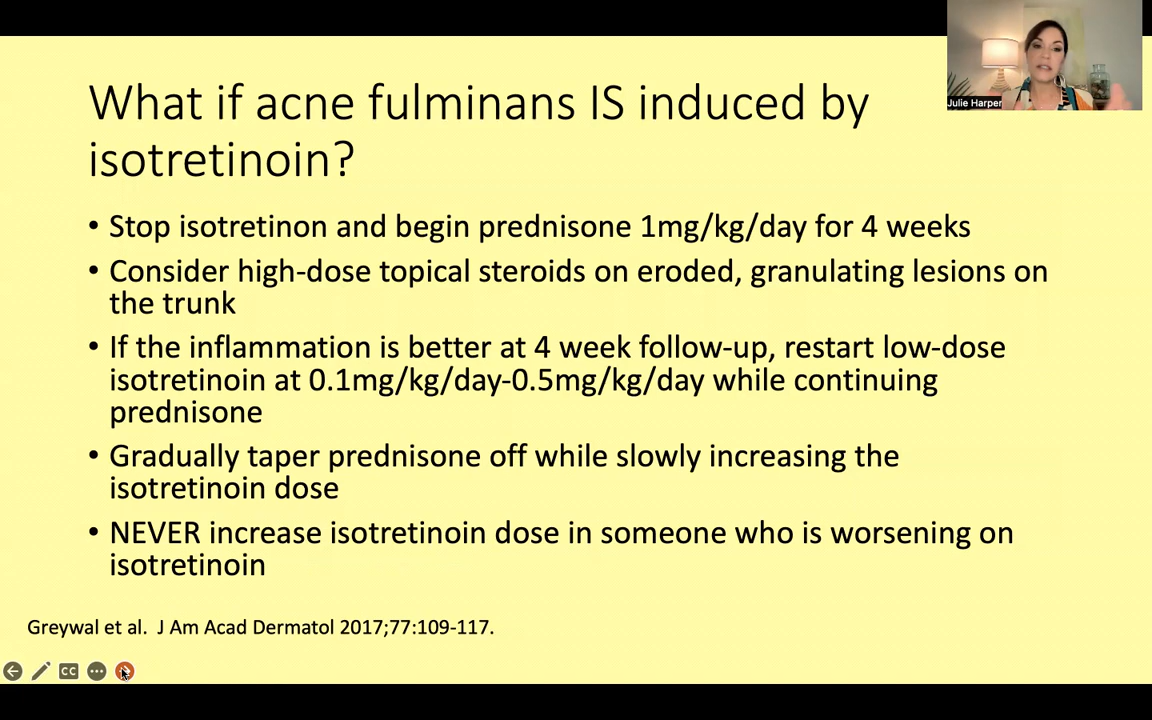 What if acne fulminans IS induced by
isotretinoin?
Julie Harper
• Stop isotretinon and begin prednisone 1mg/kg/day for 4 weeks
• Consider high-dose topical steroids on eroded, granulating lesions on
the trunk
• If the inflammation is better at 4 week follow-up, restart low-dose
isotretinoin at 0.1mg/kg/day-0.5mg/kg/day while continuing
prednisone
• Gradually taper prednisone off while slowly increasing the
isotretinoin dose
• NEVER increase isotretinoin dose in someone who is worsening on
isotretinoin
Greywal et al.  J Am Acad Dermatol 2017;77:109-117.
CC